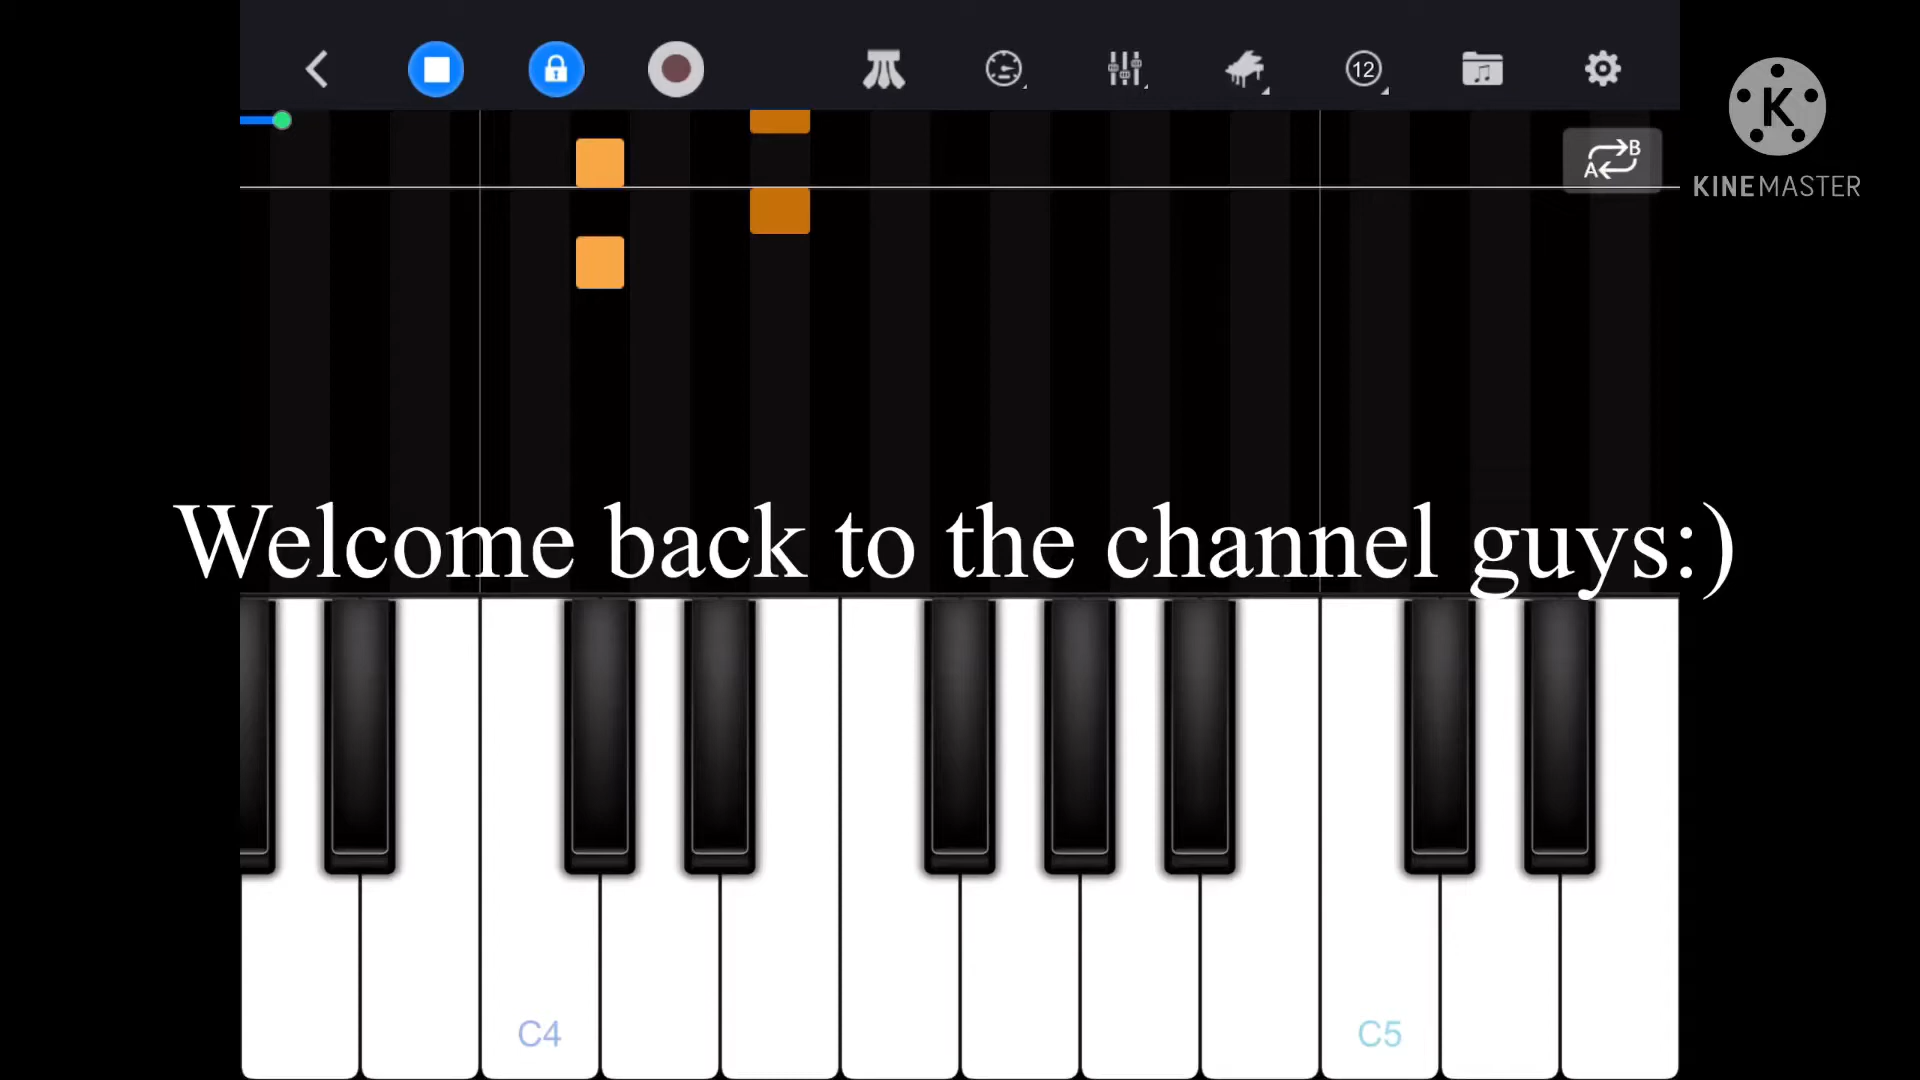 12
A B
KINEMASTER
Welcome back to the channel guys:)
C4 C5